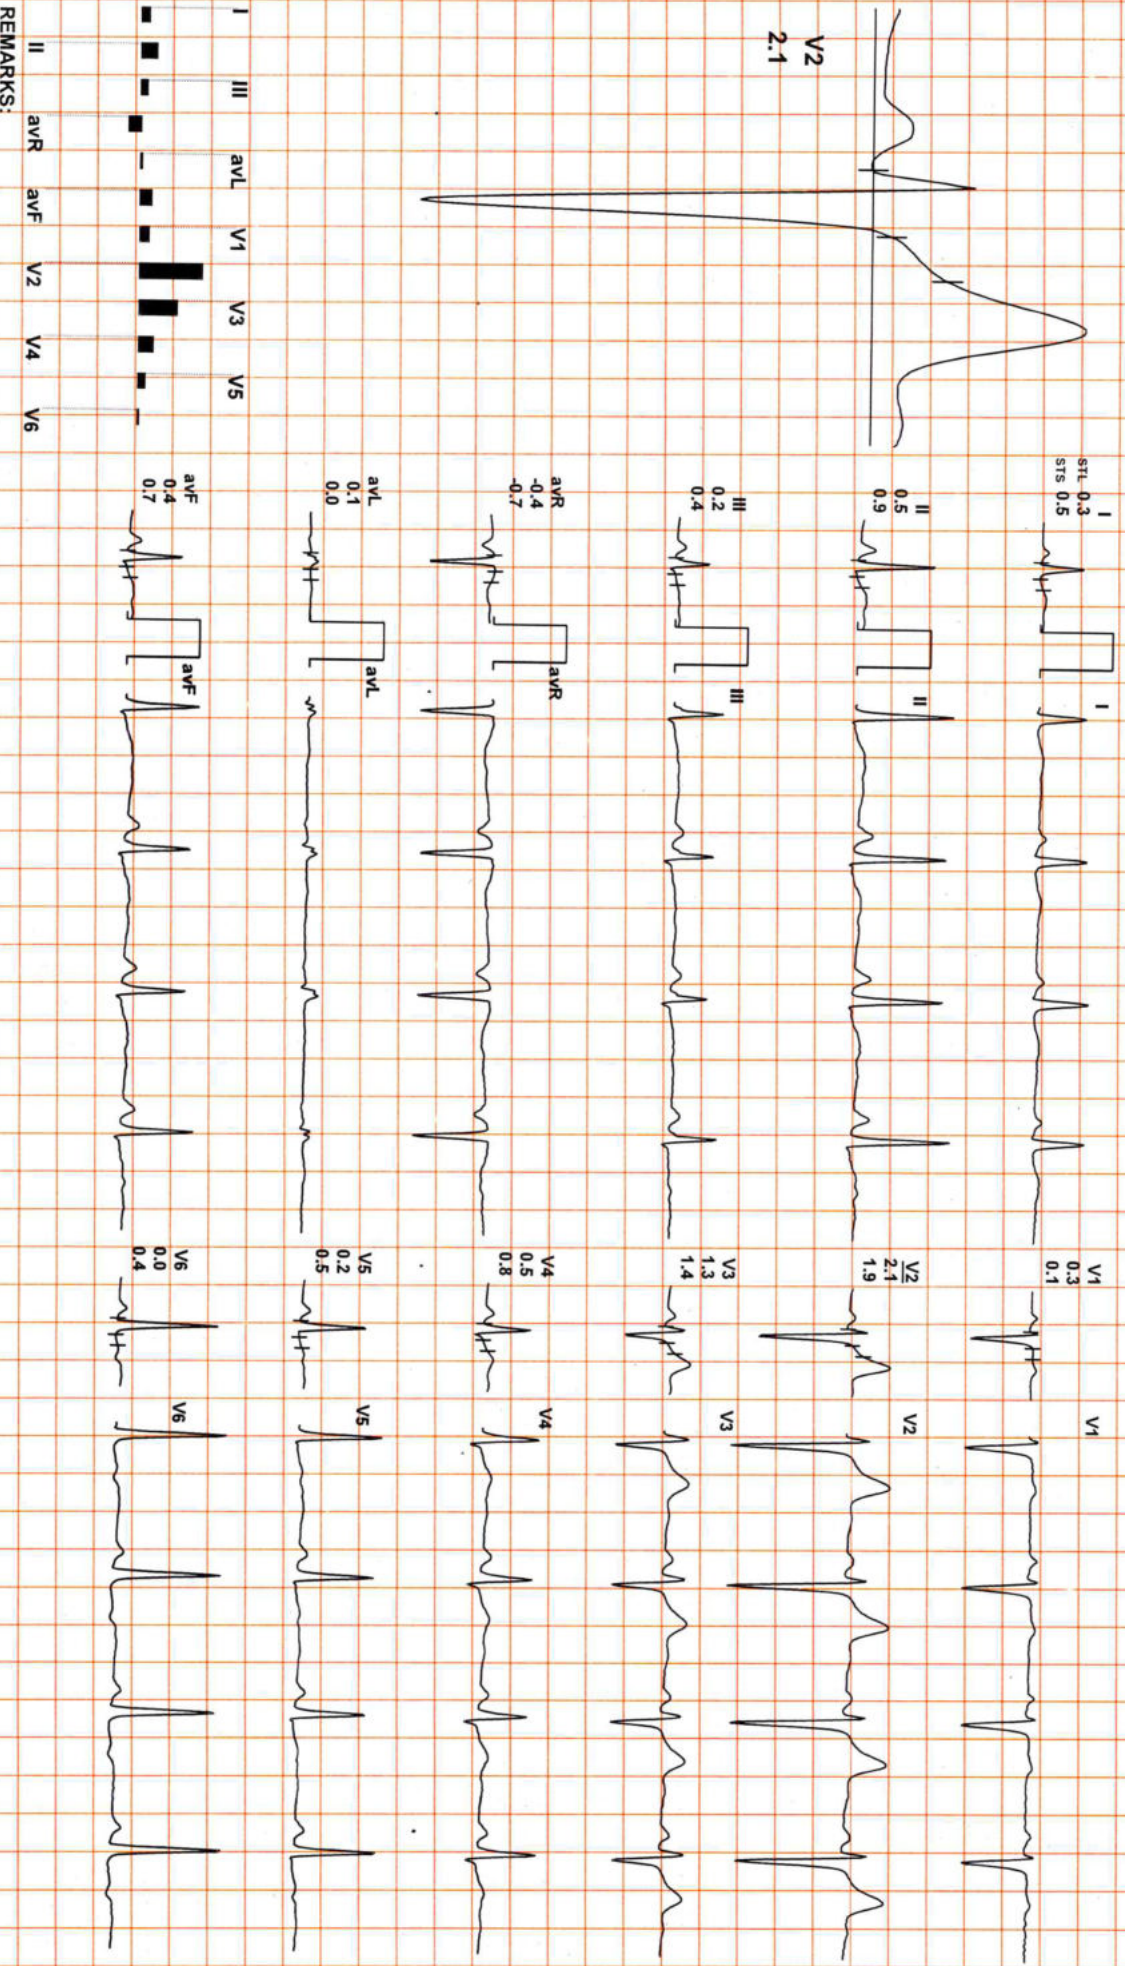 V2
2.1
I
STL 0.3
STS 0.5
I
II
0.5
0.9
II
III
0.2
0.4
III
avR
-0.4
-0.7
avR
avL
0.1
0.0
avL
avF
0.4
0.7
avF
V1
0.3
0.1
V1
V2
2.1
1.9
V2
V3
1.3
1.4
V3
V4
0.5
0.8
V4
V5
0.2
0.5
V5
V6
0.0
0.4
V6
I III avL V1 V3 V5
II avR avF V2 V4 V6
REMARKS: